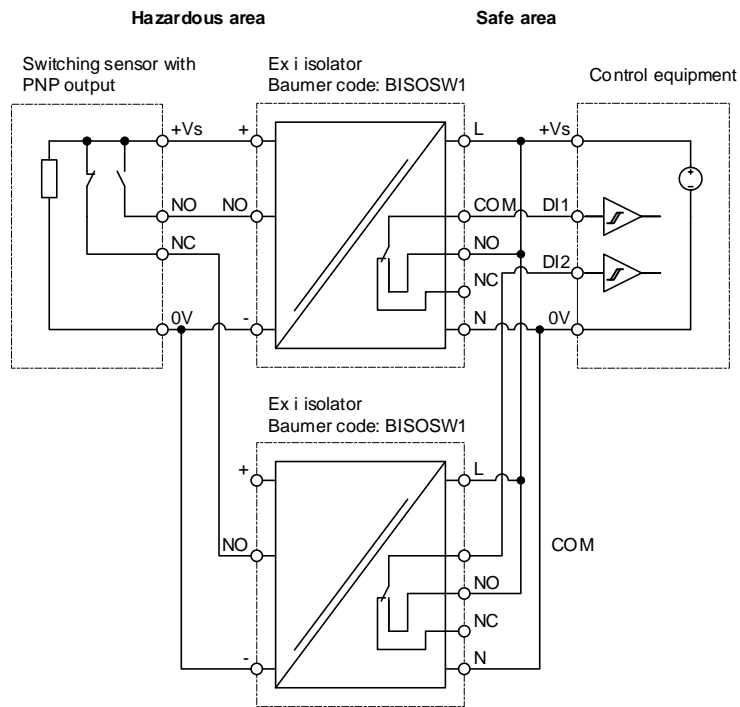 Hazardous area
Safe area
Switching sensor with
PNP output
Ex i isolator
Baumer code: BISOSW1
Control equipment
+Vs
+
L
+Vs
+
-
NO
NO
COM
DI1
NC
NO
DI2
NC
0V
-
N
0V
Ex i isolator
Baumer code: BISOSW1
+
L
NO
COM
NO
NC
-
N